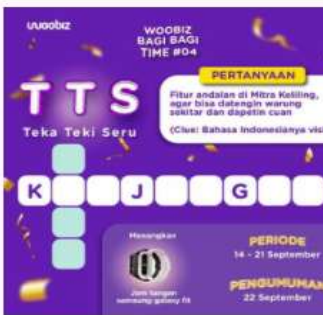 woobiz
WOOBIZ
BAGI BAGI
TIME #04
TTS
Teka Teki Seru
PERTANYAAN
Fitur andalan di Mitra Keliling,
agar bisa datengin warung
sekitar dan dapetin cuan
(Clue: Bahasa Indonesianya visi
K J G
Menangkan
Jam tangan
samsung galaxy fit
PERIODE
14 - 21 September
PENGUMUMAN
22 September